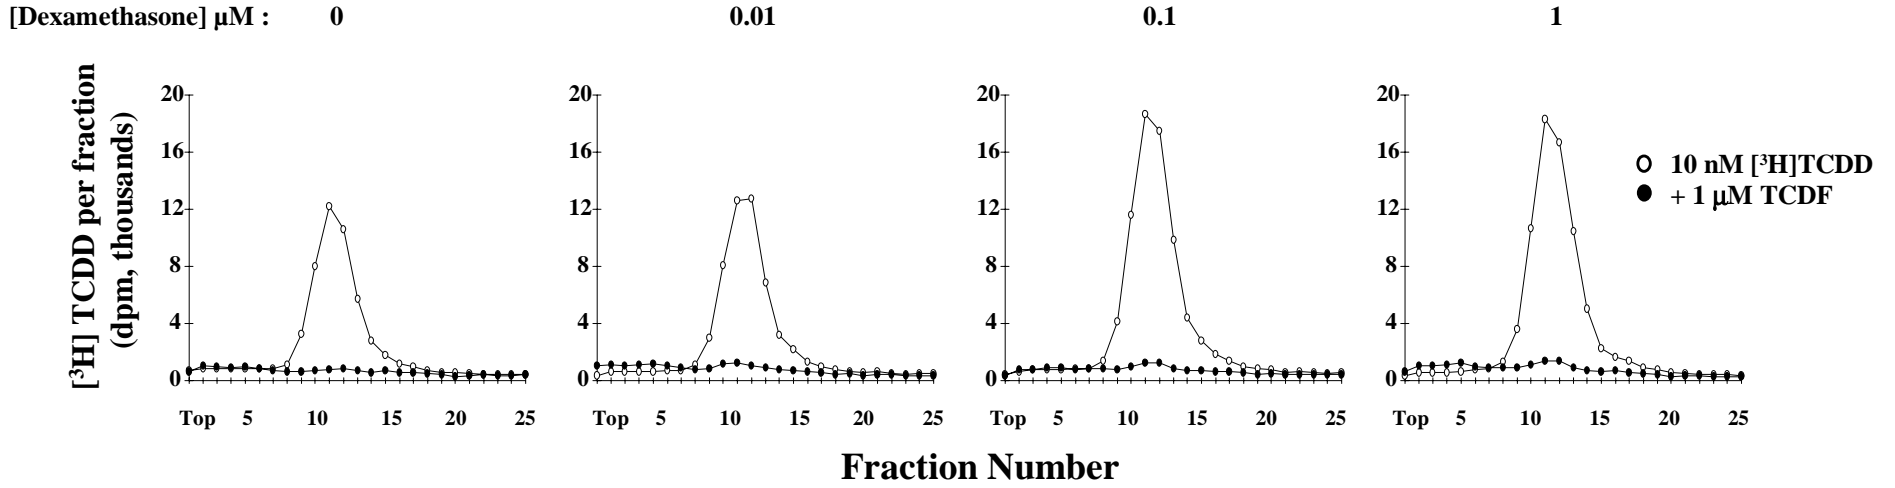 [Dexamethasone] µM : 0 0.01 0.1 1
[³H] TCDD per fraction
(dpm, thousands)
20 20 20 20
16 16 16 16
12 12 12 12
8 8 8 8
4 4 4 4
0 0 0 0
10 nM [³H]TCDD
+ 1 µM TCDF
Top 5 10 15 20 25 Top 5 10 15 20 25 Top 5 10 15 20 25 Top 5 10 15 20 25
Fraction Number